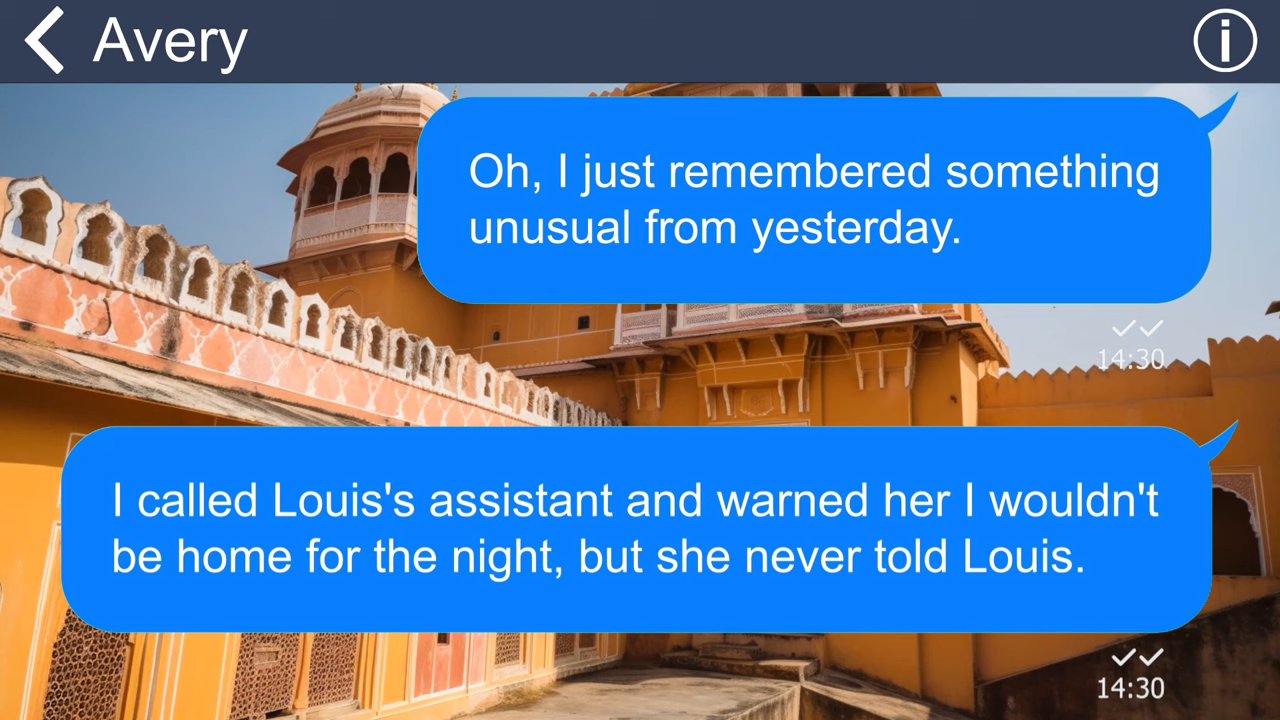 Avery
Oh, I just remembered something
unusual from yesterday.
14:30
I called Louis's assistant and warned her I wouldn't
be home for the night, but she never told Louis.
14:30